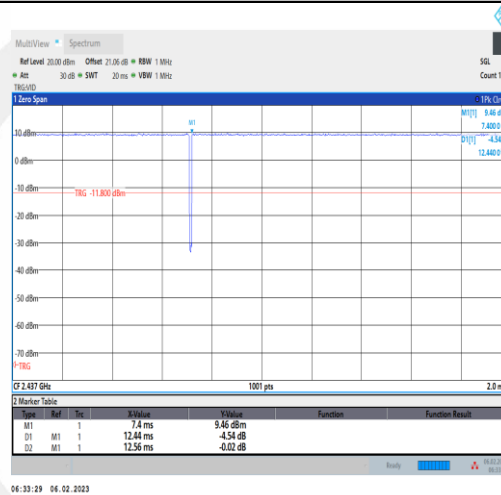 MultiView * Spectrum
Ref Level 20.00 dBm Offset 21.06 dB RBW 1 MHz SGL
Att 30 dB SWT 20 ms VBW 1 MHz Count 1
TRG:VID
1 Zero Span 1Pk Clr
M1[1] 9.46 d
7.400 0
D1[1] -4.54
12.440 0
M1
10 dBm
0 dBm
-10 dBm
TRG -11.800 dBm
-20 dBm
-30 dBm
-40 dBm
-50 dBm
-60 dBm
-70 dBm
TRG
CF 2.437 GHz 1001 pts 2.0 m
2 Marker Table
Type Ref Trc X-Value Y-Value Function Function Result
M1 1 7.4 ms 9.46 dBm
D1 M1 1 12.44 ms -4.54 dB
D2 M1 1 12.56 ms -0.02 dB
Ready
06:33:29 06.02.2023